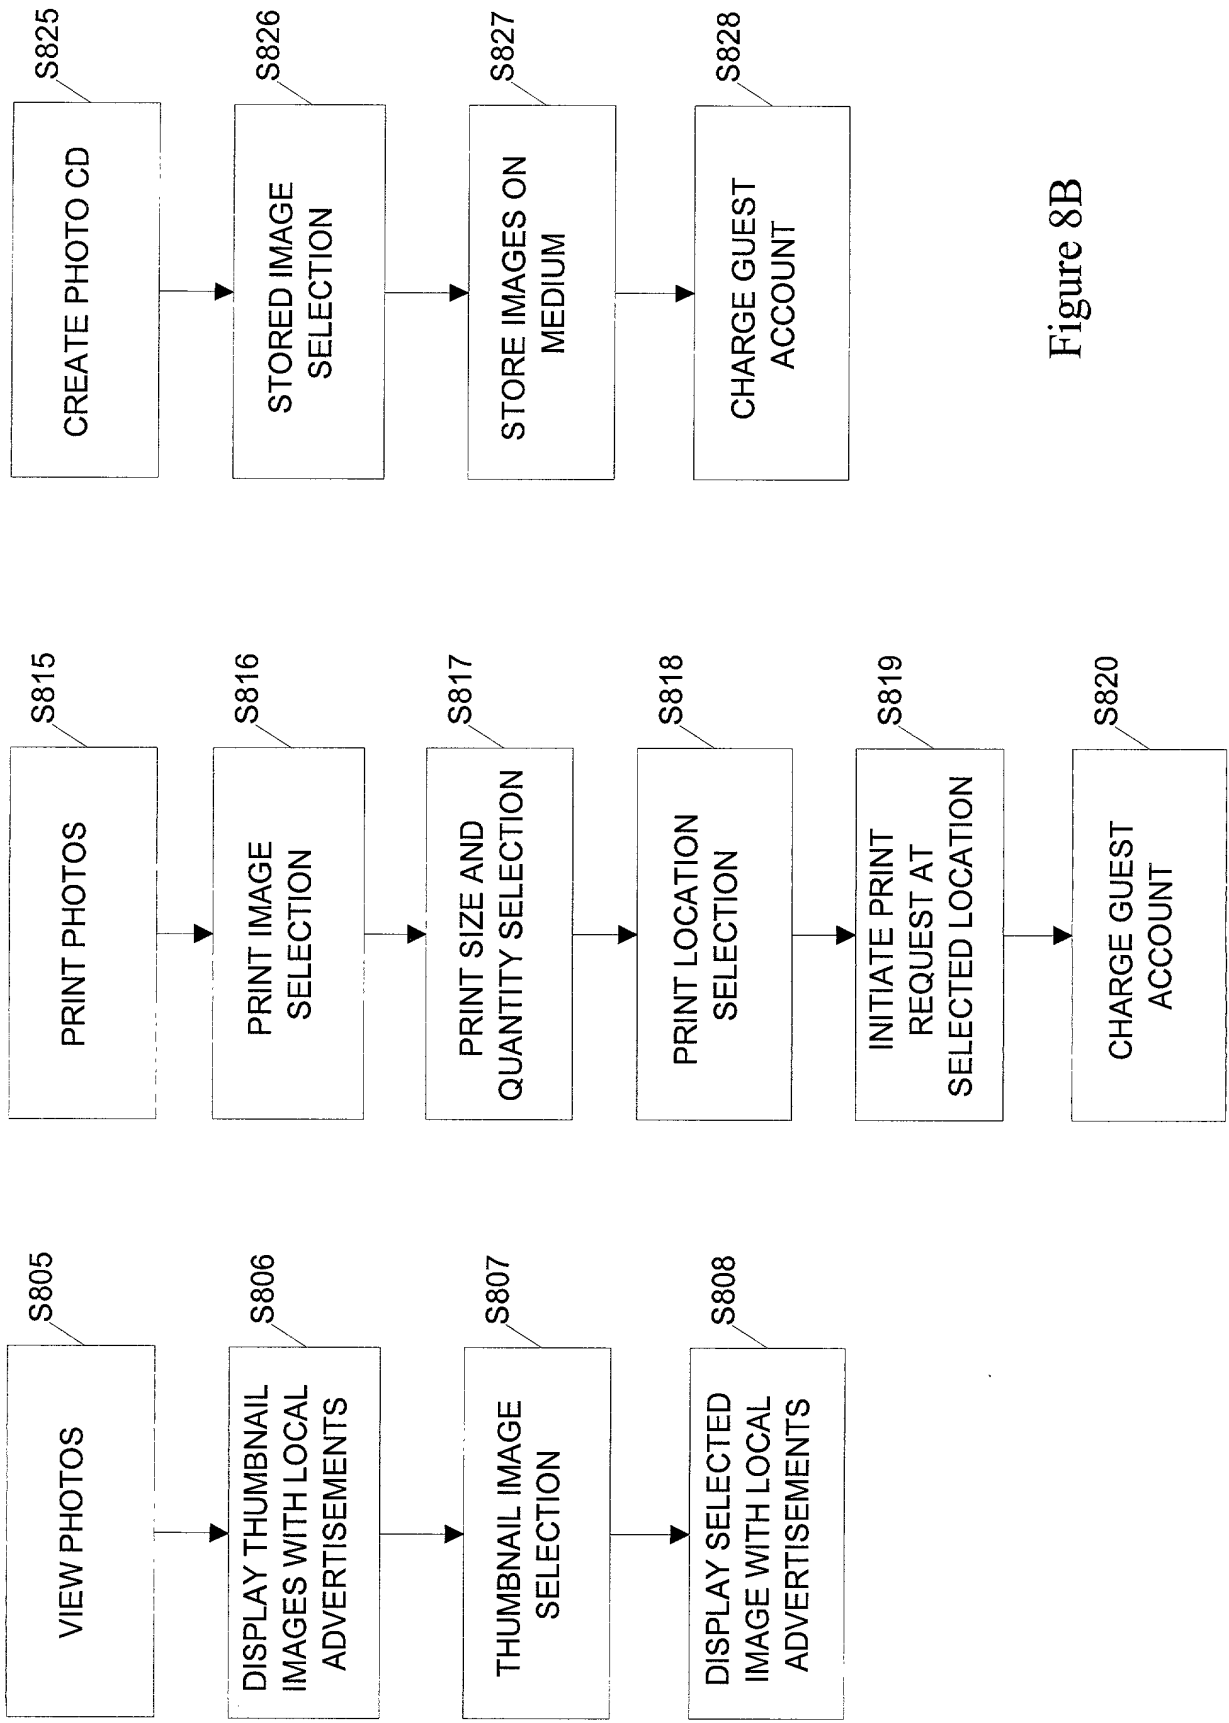 S805
VIEW PHOTOS
S806
DISPLAY THUMBNAIL
IMAGES WITH LOCAL
ADVERTISEMENTS
S807
THUMBNAIL IMAGE
SELECTION
S808
DISPLAY SELECTED
IMAGE WITH LOCAL
ADVERTISEMENTS
S815
PRINT PHOTOS
S816
PRINT IMAGE
SELECTION
S817
PRINT SIZE AND
QUANTITY SELECTION
S818
PRINT LOCATION
SELECTION
S819
INITIATE PRINT
REQUEST AT
SELECTED LOCATION
S820
CHARGE GUEST
ACCOUNT
S825
CREATE PHOTO CD
S826
STORED IMAGE
SELECTION
S827
STORE IMAGES ON
MEDIUM
S828
CHARGE GUEST
ACCOUNT
Figure 8B